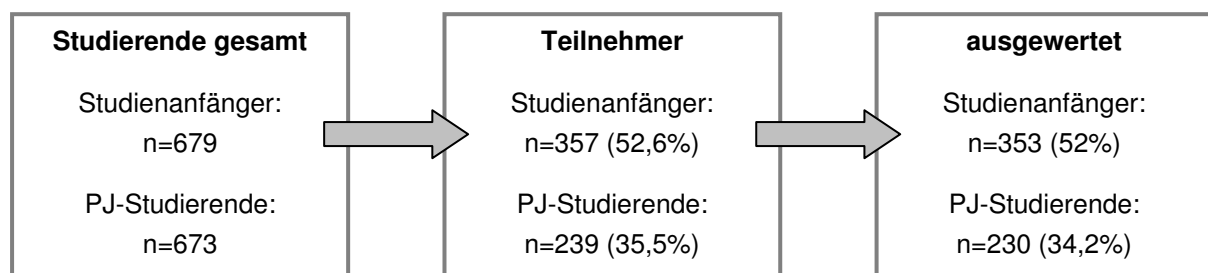 Studierende gesamt
Studienanfänger:
n=679
PJ-Studierende:
n=673
Teilnehmer
Studienanfänger:
n=357 (52,6%)
PJ-Studierende:
n=239 (35,5%)
ausgewertet
Studienanfänger:
n=353 (52%)
PJ-Studierende:
n=230 (34,2%)